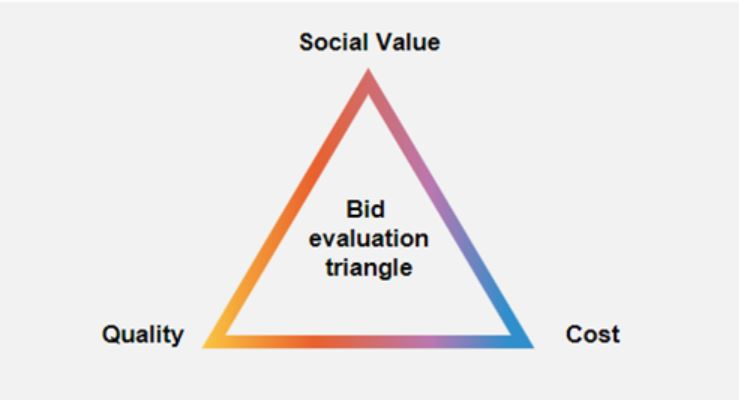 Social Value
Bid
evaluation
triangle
Quality
Cost